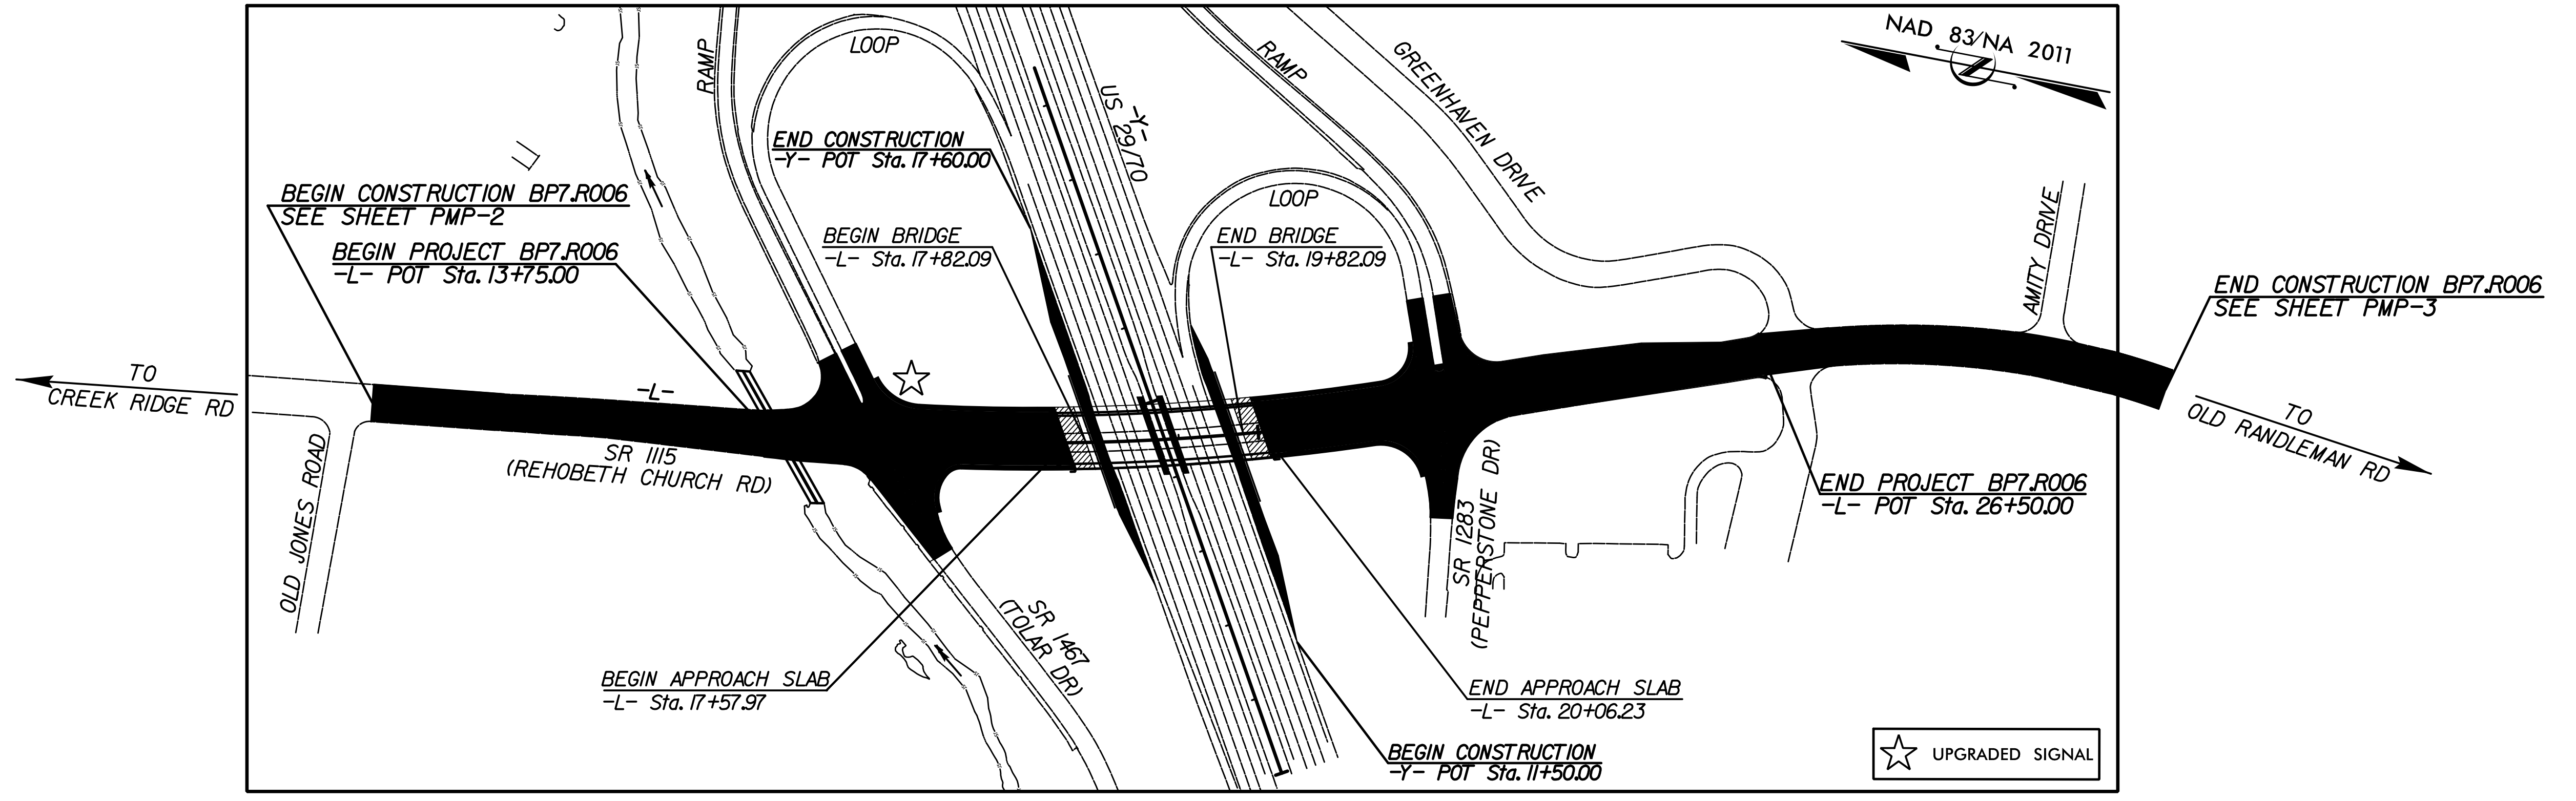 NAD 83/NA 2011
RAMP
LOOP
-Y-
US 29/70
RAMP
GREENHAVEN DRIVE
END CONSTRUCTION
-Y- POT Sta. 17+60.00
BEGIN CONSTRUCTION BP7.R006
SEE SHEET PMP-2
BEGIN PROJECT BP7.R006
-L- POT Sta. 13+75.00
BEGIN BRIDGE
-L- Sta. 17+82.09
LOOP
END BRIDGE
-L- Sta. 19+82.09
AMITY DRIVE
END CONSTRUCTION BP7.R006
SEE SHEET PMP-3
TO
CREEK RIDGE RD
-L-
SR 1115
(REHOBETH CHURCH RD)
OLD JONES ROAD
TO
OLD RANDLEMAN RD
END PROJECT BP7.R006
-L- POT Sta. 26+50.00
SR 1283
(PEPPERSTONE DR)
SR 1467
(TOLAR DR)
BEGIN APPROACH SLAB
-L- Sta. 17+57.97
END APPROACH SLAB
-L- Sta. 20+06.23
BEGIN CONSTRUCTION
-Y- POT Sta. 11+50.00
UPGRADED SIGNAL